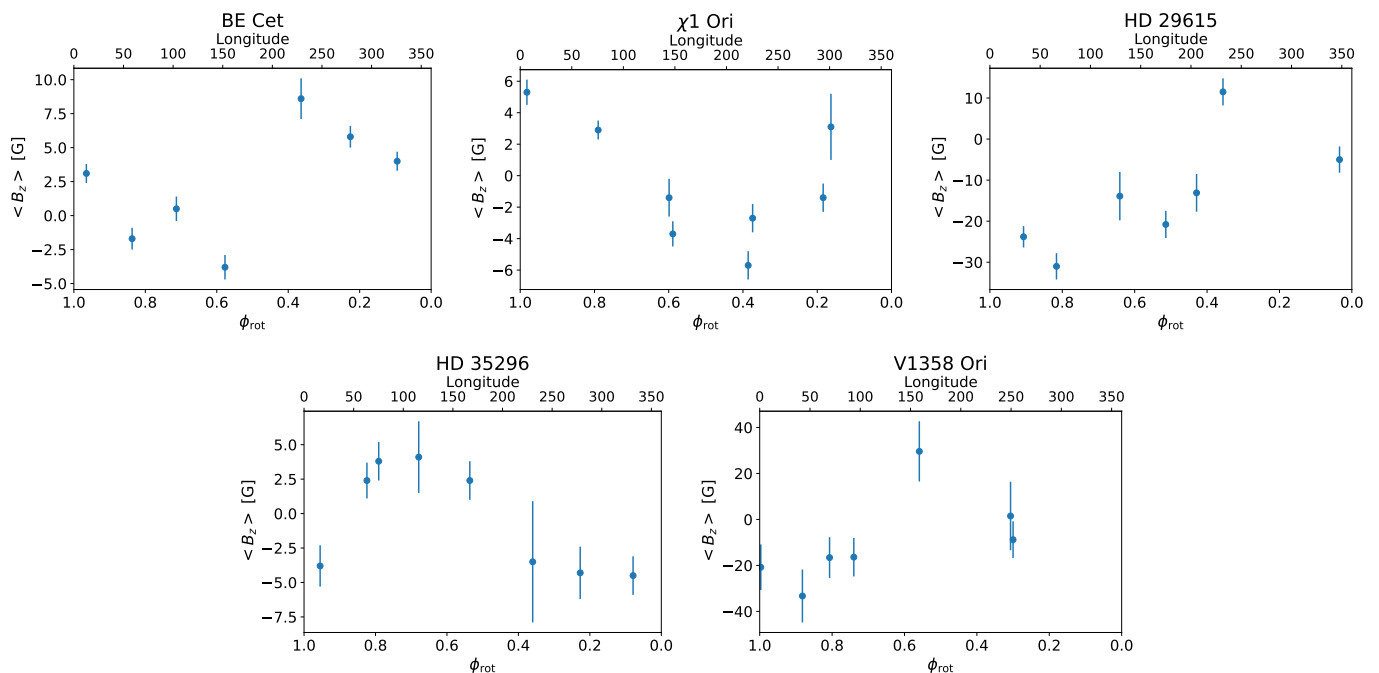 BE Cet
Longitude
0 50 100 150 200 250 300 350
10.0
7.5
5.0
2.5
0.0
−2.5
−5.0
< B_z > [G]
1.0 0.8 0.6 0.4 0.2 0.0
ϕ_rot
χ1 Ori
Longitude
0 50 100 150 200 250 300 350
6
4
2
0
−2
−4
−6
< B_z > [G]
1.0 0.8 0.6 0.4 0.2 0.0
ϕ_rot
HD 29615
Longitude
0 50 100 150 200 250 300 350
10
0
−10
−20
−30
< B_z > [G]
1.0 0.8 0.6 0.4 0.2 0.0
ϕ_rot
HD 35296
Longitude
0 50 100 150 200 250 300 350
5.0
2.5
0.0
−2.5
−5.0
−7.5
< B_z > [G]
1.0 0.8 0.6 0.4 0.2 0.0
ϕ_rot
V1358 Ori
Longitude
0 50 100 150 200 250 300 350
40
20
0
−20
−40
< B_z > [G]
1.0 0.8 0.6 0.4 0.2 0.0
ϕ_rot